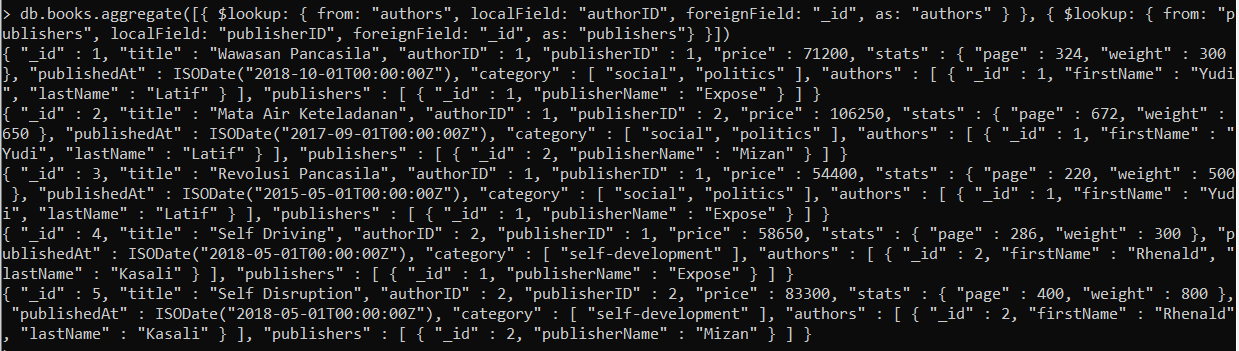 > db.books.aggregate([{ $lookup: { from: "authors", localField: "authorID", foreignField: "_id", as: "authors" } }, { $lookup: { from: "p
ublishers", localField: "publisherID", foreignField: "_id", as: "publishers"} }])
{ "_id" : 1, "title" : "Wawasan Pancasila", "authorID" : 1, "publisherID" : 1, "price" : 71200, "stats" : { "page" : 324, "weight" : 300
}, "publishedAt" : ISODate("2018-10-01T00:00:00Z"), "category" : [ "social", "politics" ], "authors" : [ { "_id" : 1, "firstName" : "Yudi
", "lastName" : "Latif" } ], "publishers" : [ { "_id" : 1, "publisherName" : "Expose" } ] }
{ "_id" : 2, "title" : "Mata Air Keteladanan", "authorID" : 1, "publisherID" : 2, "price" : 106250, "stats" : { "page" : 672, "weight" :
650 }, "publishedAt" : ISODate("2017-09-01T00:00:00Z"), "category" : [ "social", "politics" ], "authors" : [ { "_id" : 1, "firstName" : "
Yudi", "lastName" : "Latif" } ], "publishers" : [ { "_id" : 2, "publisherName" : "Mizan" } ] }
{ "_id" : 3, "title" : "Revolusi Pancasila", "authorID" : 1, "publisherID" : 1, "price" : 54400, "stats" : { "page" : 220, "weight" : 500
 }, "publishedAt" : ISODate("2015-05-01T00:00:00Z"), "category" : [ "social", "politics" ], "authors" : [ { "_id" : 1, "firstName" : "Yud
i", "lastName" : "Latif" } ], "publishers" : [ { "_id" : 1, "publisherName" : "Expose" } ] }
{ "_id" : 4, "title" : "Self Driving", "authorID" : 2, "publisherID" : 1, "price" : 58650, "stats" : { "page" : 286, "weight" : 300 }, "p
ublishedAt" : ISODate("2018-05-01T00:00:00Z"), "category" : [ "self-development" ], "authors" : [ { "_id" : 2, "firstName" : "Rhenald", "
lastName" : "Kasali" } ], "publishers" : [ { "_id" : 1, "publisherName" : "Expose" } ] }
{ "_id" : 5, "title" : "Self Disruption", "authorID" : 2, "publisherID" : 2, "price" : 83300, "stats" : { "page" : 400, "weight" : 800 },
 "publishedAt" : ISODate("2018-05-01T00:00:00Z"), "category" : [ "self-development" ], "authors" : [ { "_id" : 2, "firstName" : "Rhenald"
, "lastName" : "Kasali" } ], "publishers" : [ { "_id" : 2, "publisherName" : "Mizan" } ] }